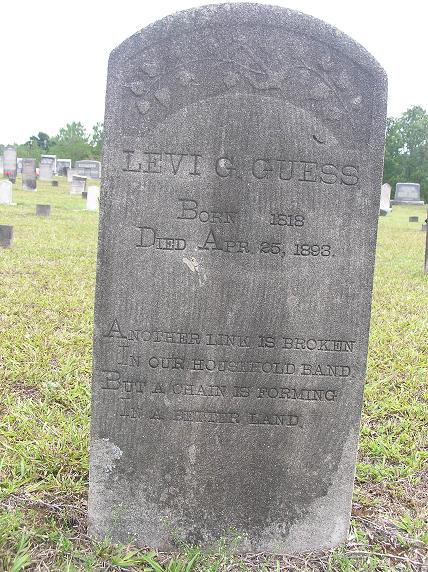 LEVI G. GUESS
BORN 1818
DIED APR. 25, 1898.
ANOTHER LINK IS BROKEN
IN OUR HOUSEHOLD BAND
BUT A CHAIN IS FORMING
IN A BETTER LAND.